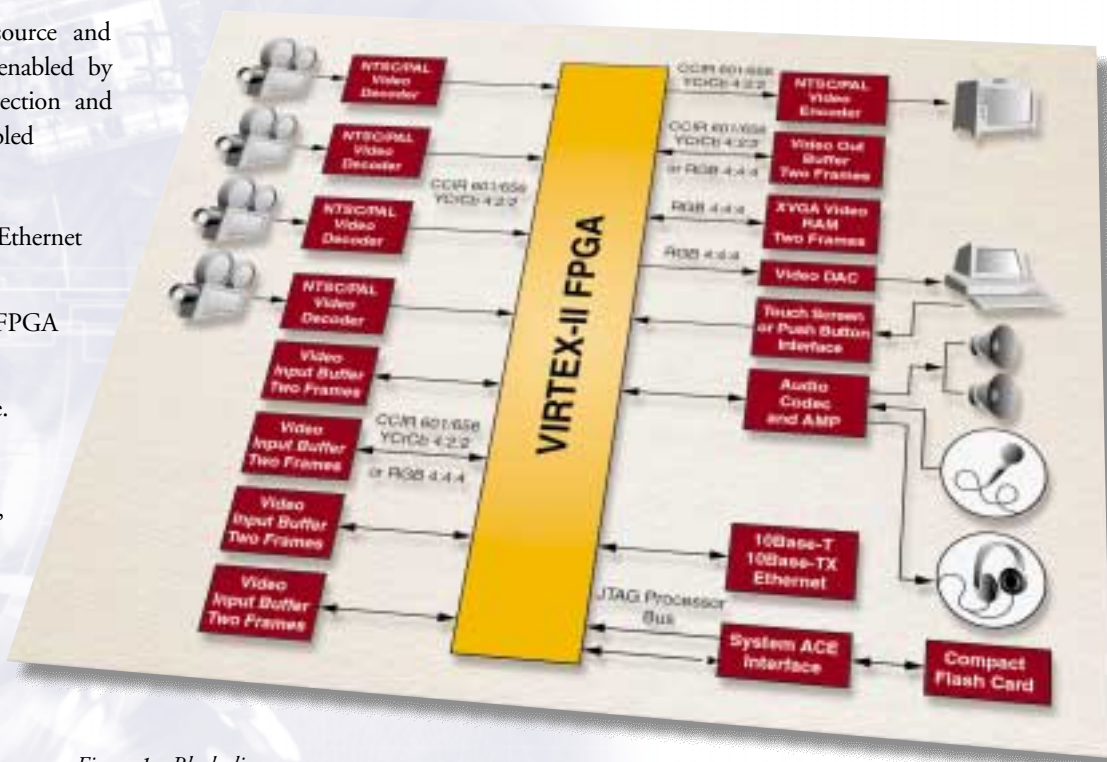 source and
enabled by
ection and
bled
Ethernet
FPGA
e.
,
NTSC/PAL
Video
Decoder
NTSC/PAL
Video
Decoder
CCIR 601/656
YCrCb 4:2:2
NTSC/PAL
Video
Decoder
NTSC/PAL
Video
Decoder
Video
Input Buffer
Two Frames
Video
Input Buffer
Two Frames
CCIR 601/656
YCrCb 4:2:2
or RGB 4:4:4
Video
Input Buffer
Two Frames
Video
Input Buffer
Two Frames
VIRTEX-II FPGA
CCIR 601/656
YCrCb 4:2:2
NTSC/PAL
Video
Encoder
CCIR 601/656
YCrCb 4:2:2
or RGB 4:4:4
Video Out
Buffer
Two Frames
RGB 4:4:4
XVGA Video
RAM
Two Frames
RGB 4:4:4
Video DAC
Touch Screen
or Push Button
Interface
Audio
Codec
and AMP
10Base-T
10Base-TX
Ethernet
JTAG Processor
Bus
System ACE
Interface
Compact
Flash Card